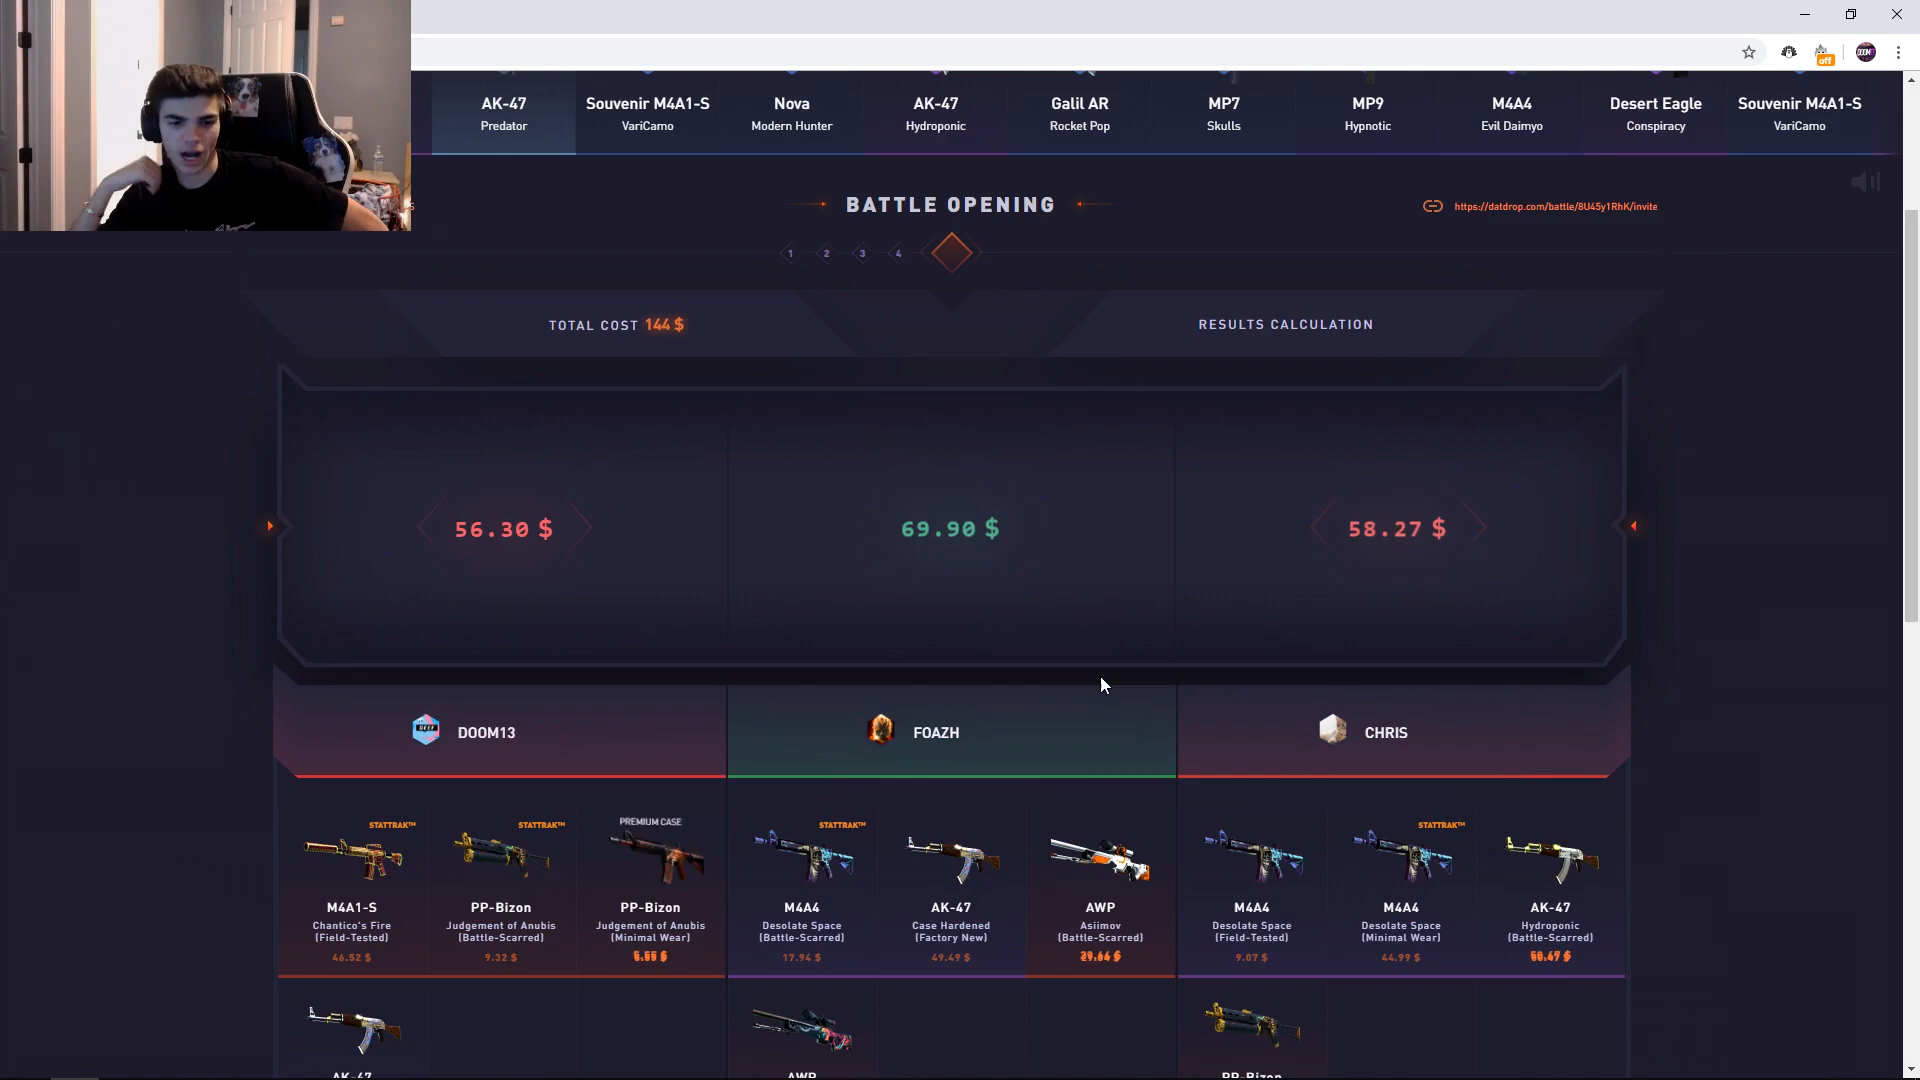 off
AK-47
Predator
Souvenir M4A1-S
VariCamo
Nova
Modern Hunter
AK-47
Hydroponic
Galil AR
Rocket Pop
MP7
Skulls
MP9
Hypnotic
M4A4
Evil Daimyo
Desert Eagle
Conspiracy
Souvenir M4A1-S
VariCamo
BATTLE OPENING
https://datdrop.com/battle/8U45y1RhK/invite
1 2 3 4
TOTAL COST 144 $
RESULTS CALCULATION
56.30 $
69.90 $
58.27 $
DOOM13
FOAZH
CHRIS
STATTRAK™
M4A1-S
Chantico's Fire
(Field-Tested)
46.52 $
STATTRAK™
PP-Bizon
Judgement of Anubis
(Battle-Scarred)
9.32 $
PREMIUM CASE
PP-Bizon
Judgement of Anubis
(Minimal Wear)
STATTRAK™
M4A4
Desolate Space
(Battle-Scarred)
17.94 $
AK-47
Case Hardened
(Factory New)
49.49 $
AWP
Asiimov
(Battle-Scarred)
M4A4
Desolate Space
(Field-Tested)
9.07 $
STATTRAK™
M4A4
Desolate Space
(Minimal Wear)
44.99 $
AK-47
Hydroponic
(Battle-Scarred)
AK-47
AWP
PP-Bizon